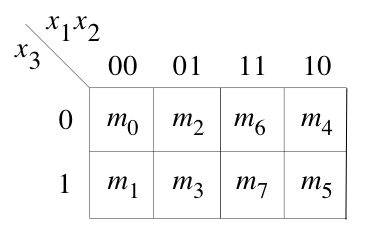 x₁x₂
x₃
00 01 11 10
0 m₀ m₂ m₆ m₄
1 m₁ m₃ m₇ m₅